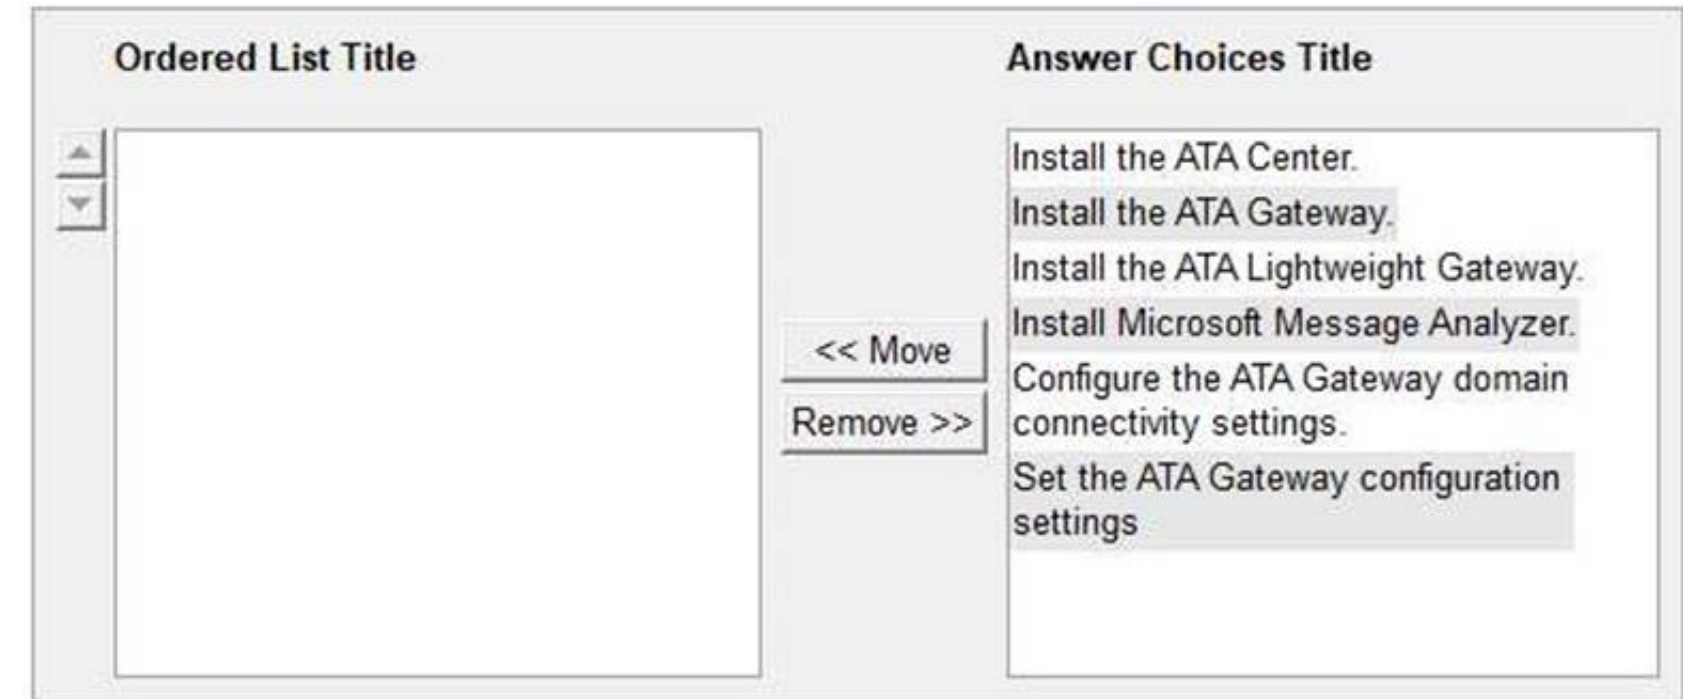 Ordered List Title
Answer Choices Title
Install the ATA Center.
Install the ATA Gateway.
Install the ATA Lightweight Gateway.
Install Microsoft Message Analyzer.
Configure the ATA Gateway domain
connectivity settings.
Set the ATA Gateway configuration
settings
<< Move
Remove >>